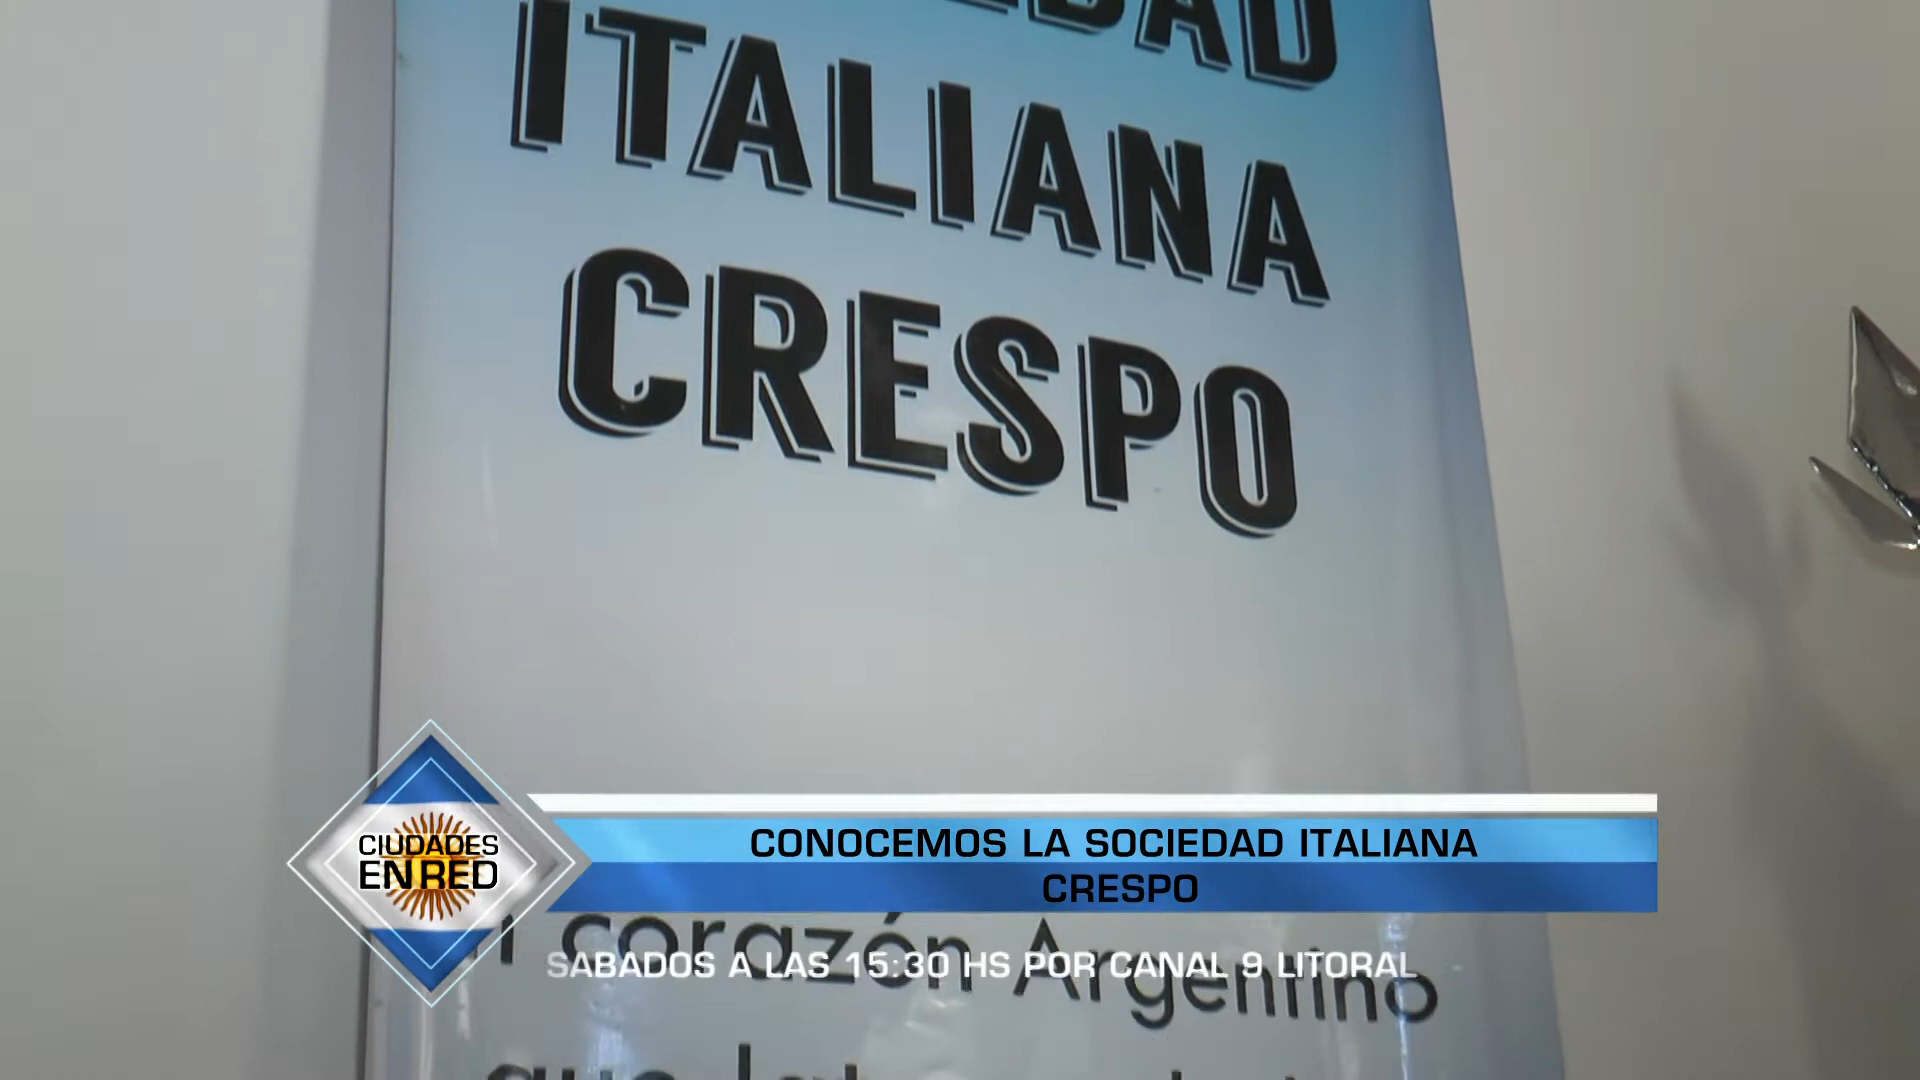 ITALIANA
CRESPO
CIUDADES
EN RED
CONOCEMOS LA SOCIEDAD ITALIANA
CRESPO
corazón Argentino
SABADOS A LAS 15:30 HS POR CANAL 9 LITORAL